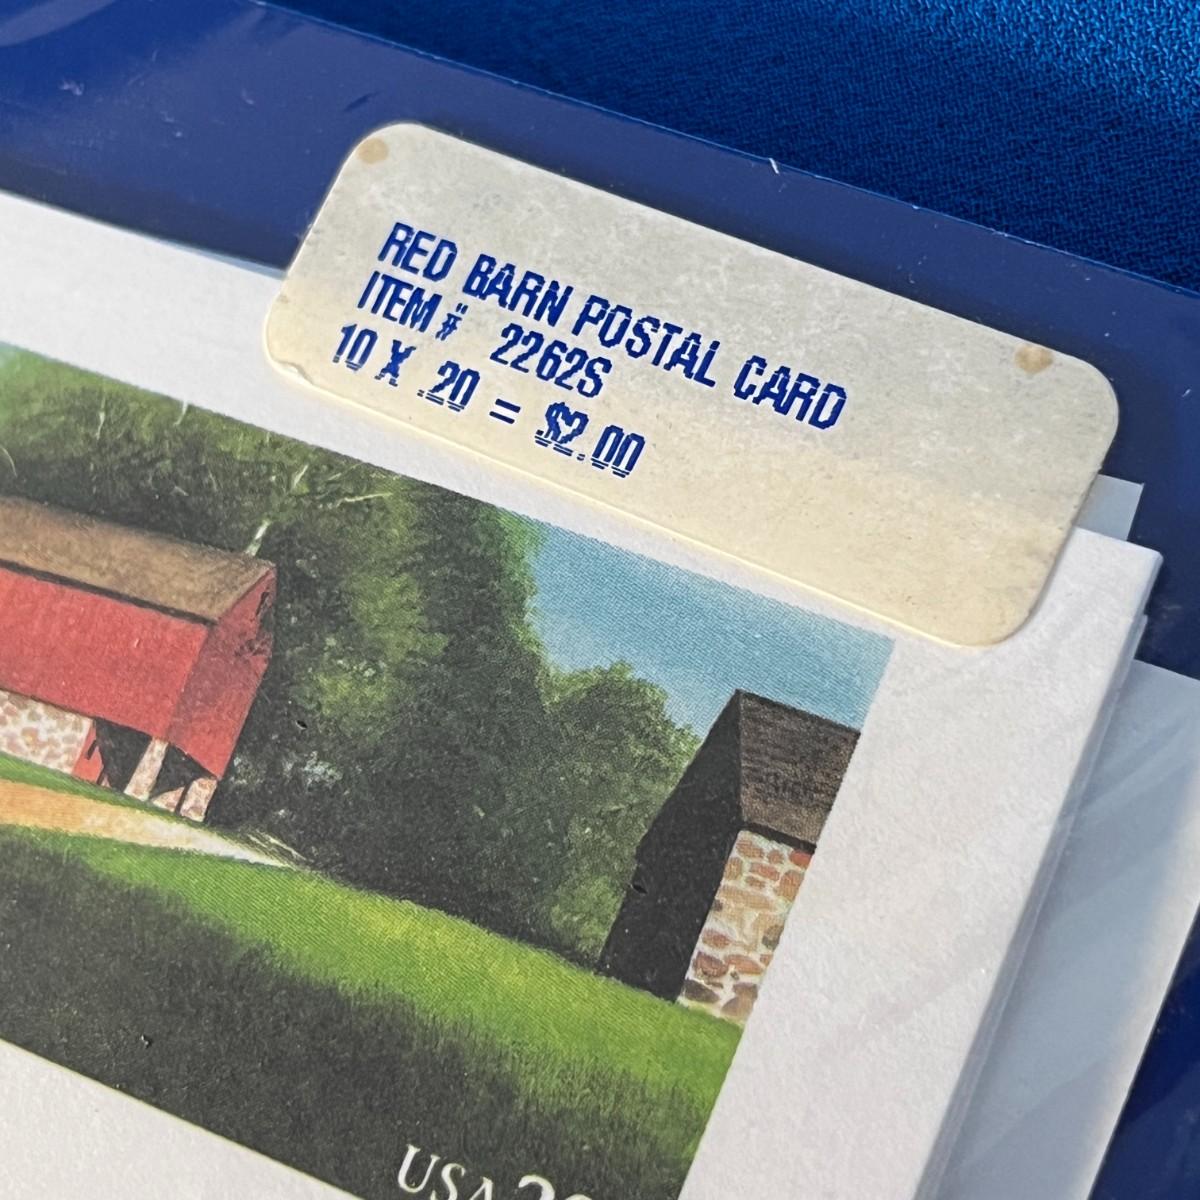 RED BARN POSTAL CARD
ITEM # 2262S
10 X .20 = $2.00
USA